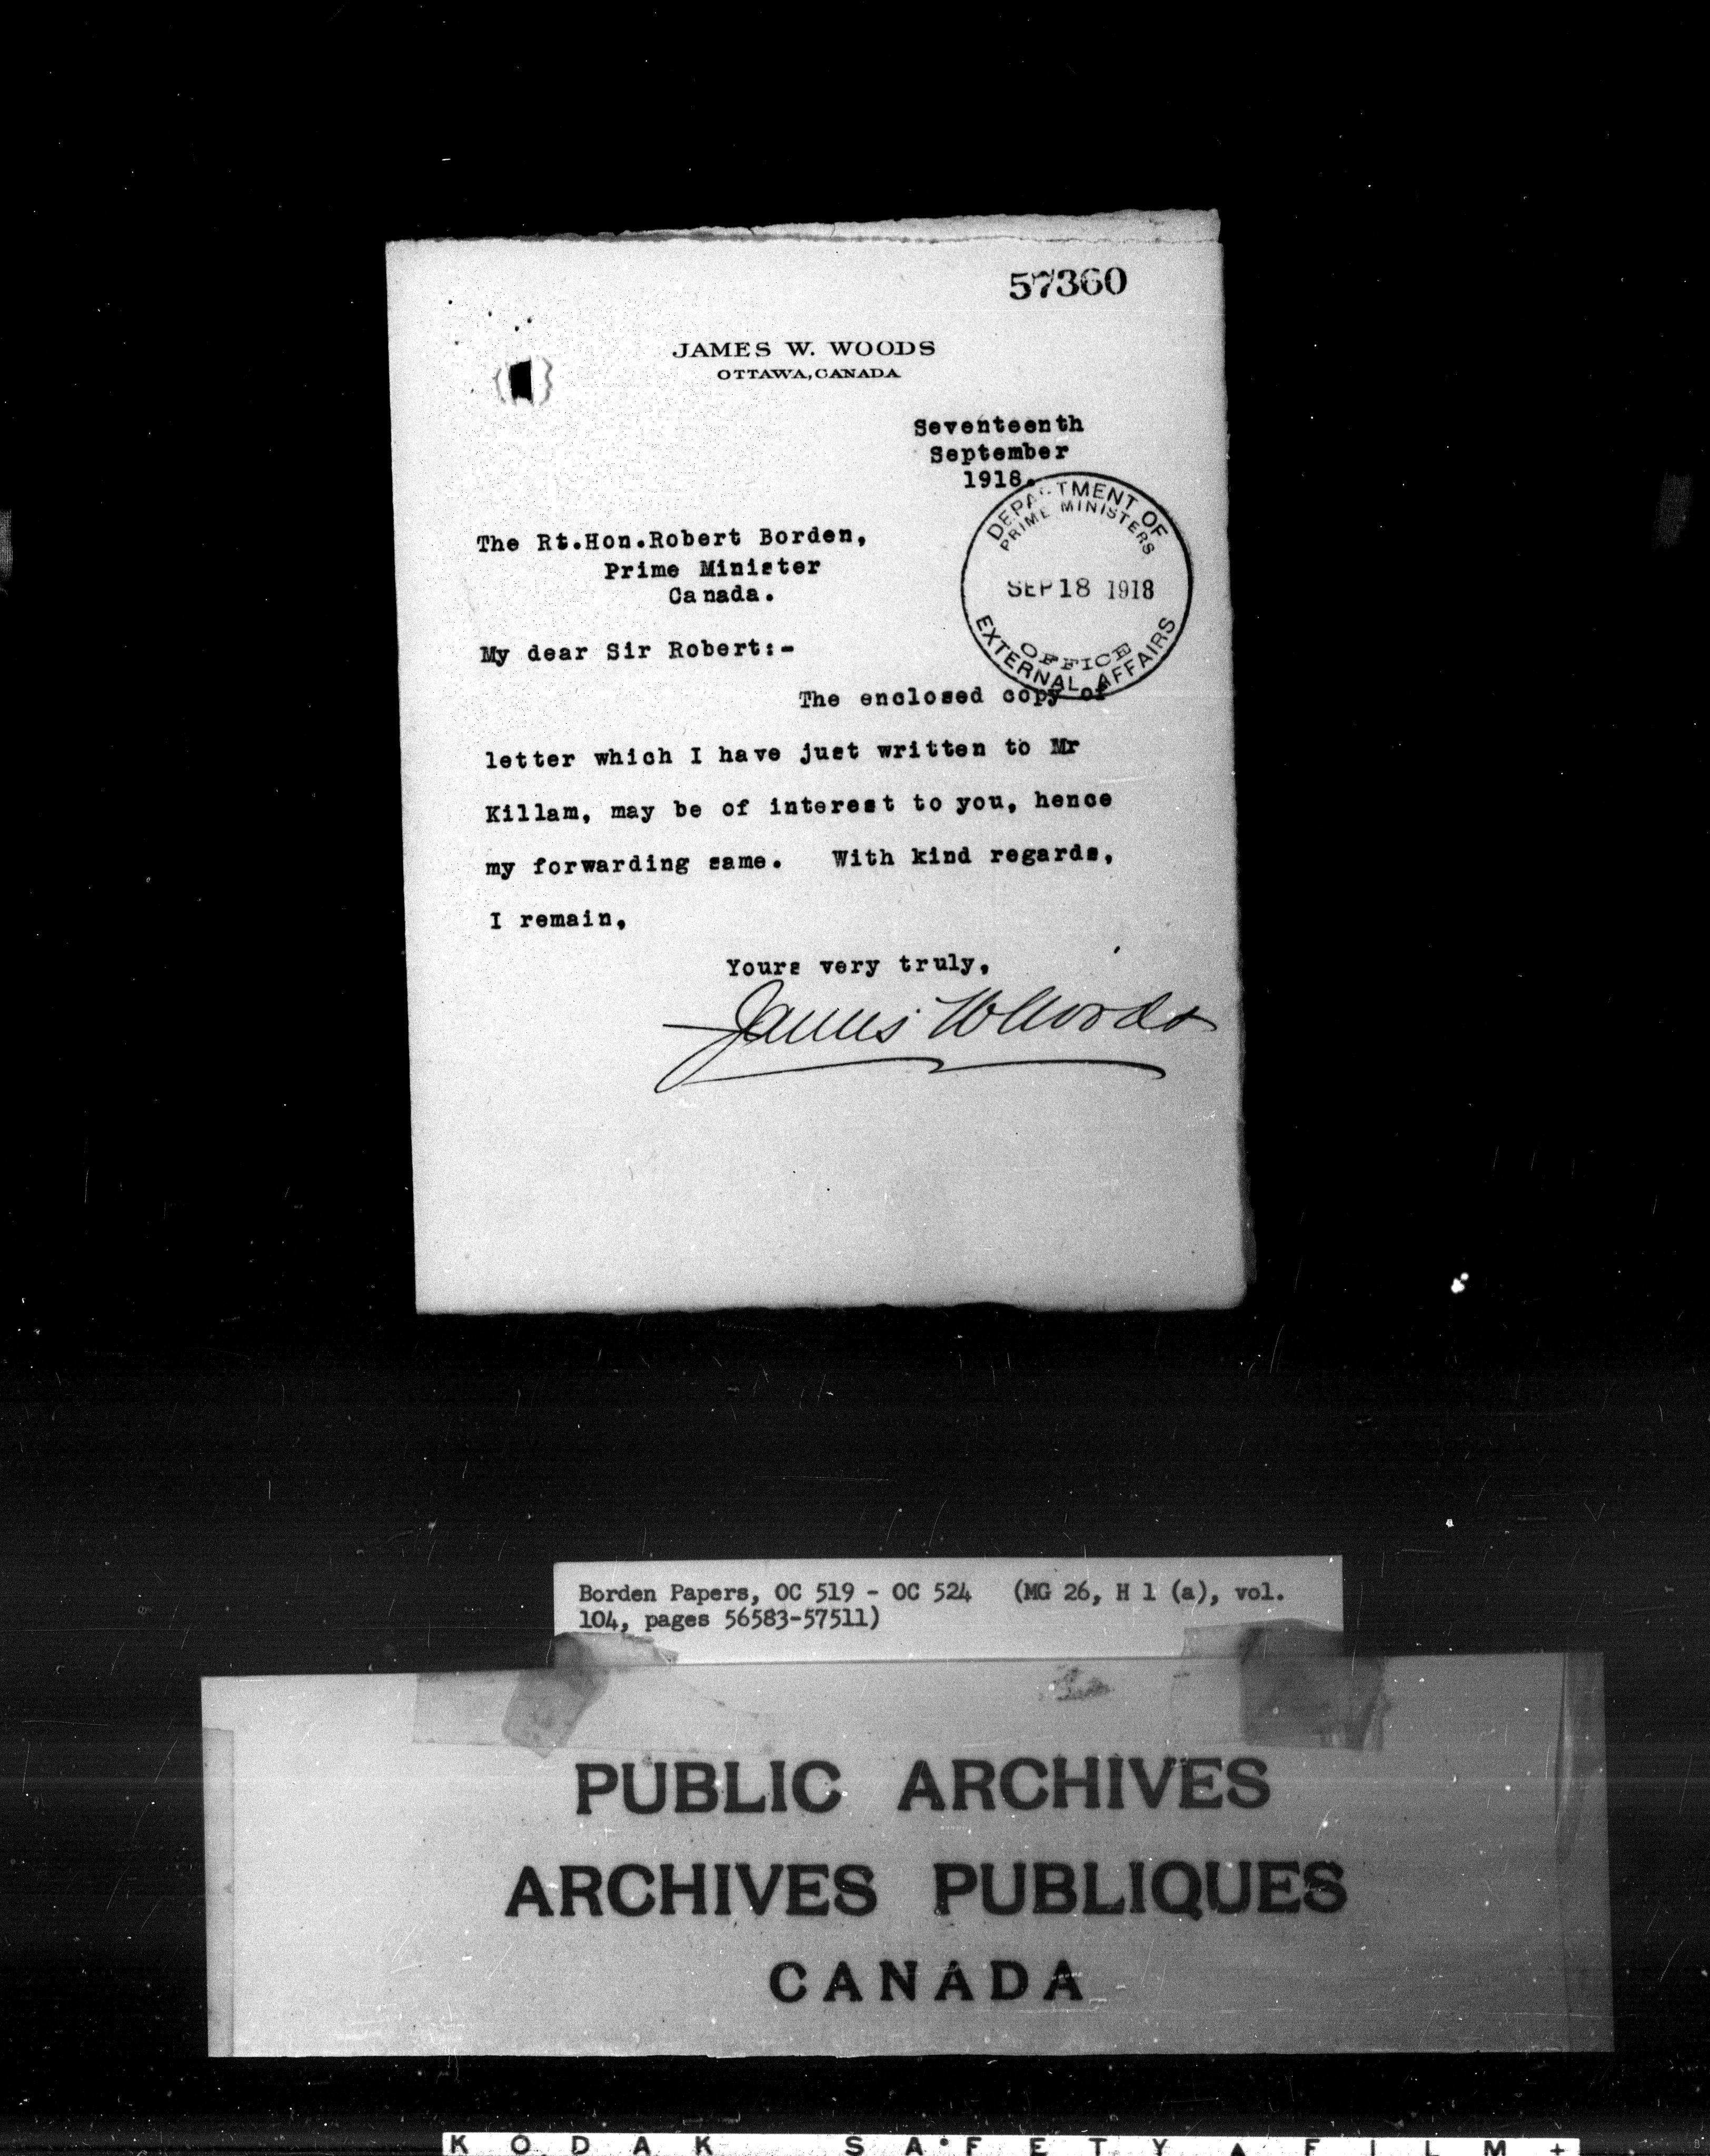 57360
JAMES W. WOODS
OTTAWA, CANADA
Seventeenth
September
1918.
DEPARTMENT OF
PRIME MINISTERS
SEP 18 1918
OFFICE
EXTERNAL AFFAIRS
The Rt.Hon.Robert Borden,
Prime Minister
Canada.
My dear Sir Robert:-
The enclosed copy of
letter which I have just written to Mr
Killam, may be of interest to you, hence
my forwarding same. With kind regards,
I remain,
Yours very truly,
James W Woods
Borden Papers, OC 519 - OC 524 (MG 26, H 1 (a), vol.
104, pages 56583-57511)
PUBLIC ARCHIVES
ARCHIVES PUBLIQUES
CANADA
KODAK SAFETY FILM